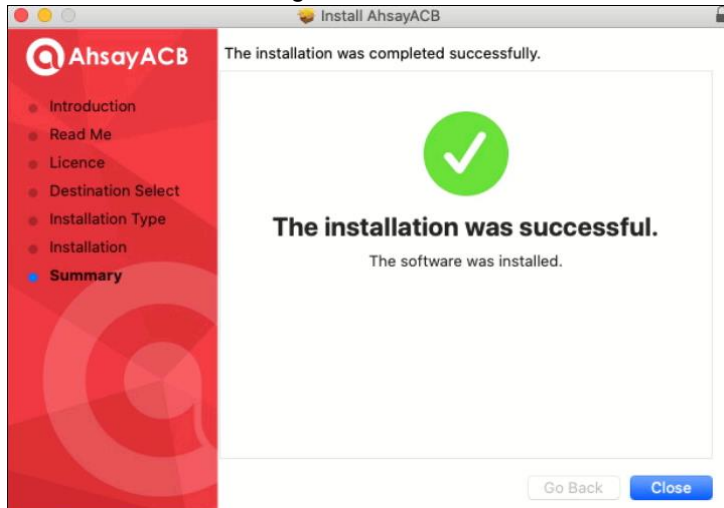 Install AhsayACB
AhsayACB
The installation was completed successfully.
Introduction
Read Me
Licence
Destination Select
Installation Type
Installation
Summary
The installation was successful.
The software was installed.
Go Back
Close